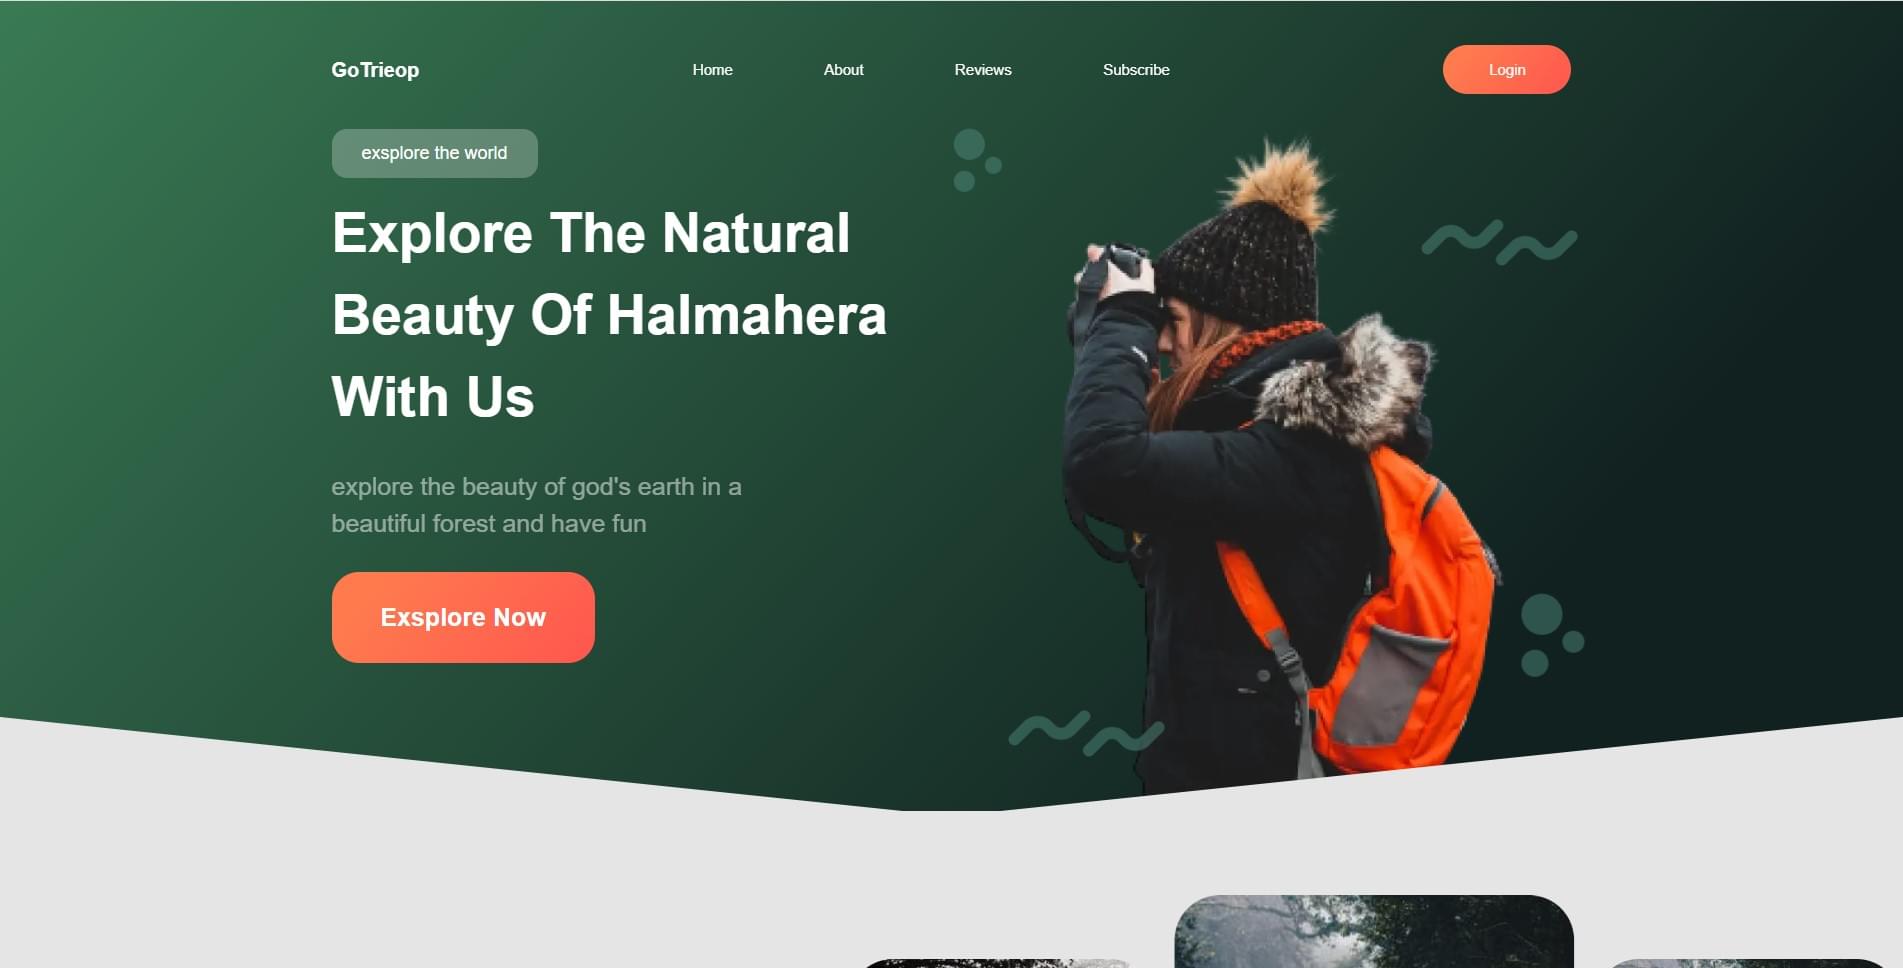 GoTrieop
Home
About
Reviews
Subscribe
Login
exsplore the world
Explore The Natural
Beauty Of Halmahera
With Us
explore the beauty of god's earth in a
beautiful forest and have fun
Exsplore Now